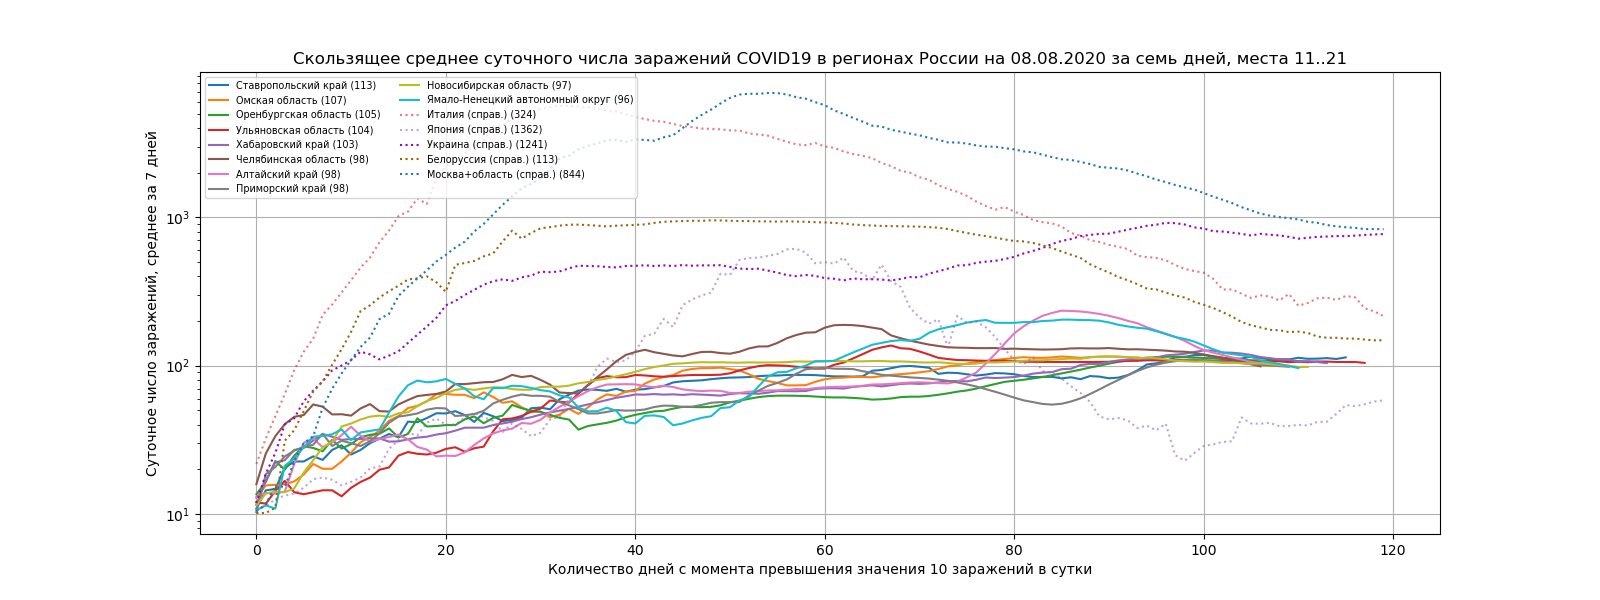 Скользящее среднее суточного числа заражений COVID19 в регионах России на 08.08.2020 за семь дней, места 11..21
Суточное число заражений, среднее за 7 дней
10³
10²
10¹
Ставропольский край (113)
Омская область (107)
Оренбургская область (105)
Ульяновская область (104)
Хабаровский край (103)
Челябинская область (98)
Алтайский край (98)
Приморский край (98)
Новосибирская область (97)
Ямало-Ненецкий автономный округ (96)
Италия (справ.) (324)
Япония (справ.) (1362)
Украина (справ.) (1241)
Белоруссия (справ.) (113)
Москва+область (справ.) (844)
0 20 40 60 80 100 120
Количество дней с момента превышения значения 10 заражений в сутки